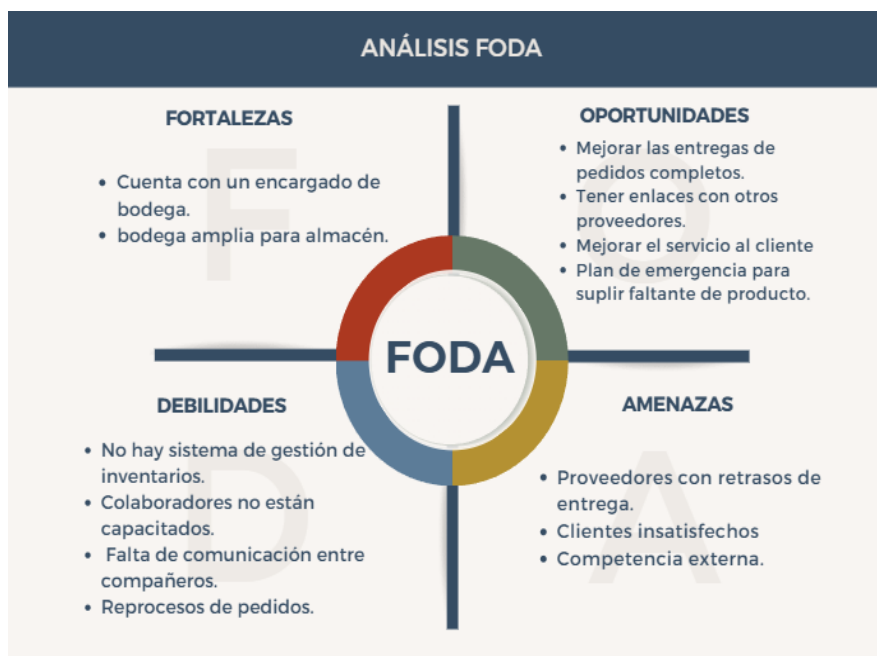 ANÁLISIS FODA
FORTALEZAS
• Cuenta con un encargado de
bodega.
• bodega amplia para almacén.
OPORTUNIDADES
• Mejorar las entregas de
pedidos completos.
• Tener enlaces con otros
proveedores.
• Mejorar el servicio al cliente
• Plan de emergencia para
suplir faltante de producto.
FODA
DEBILIDADES
• No hay sistema de gestión de
inventarios.
• Colaboradores no están
capacitados.
• Falta de comunicación entre
compañeros.
• Reprocesos de pedidos.
AMENAZAS
• Proveedores con retrasos de
entrega.
• Clientes insatisfechos
• Competencia externa.
F
O
D
A